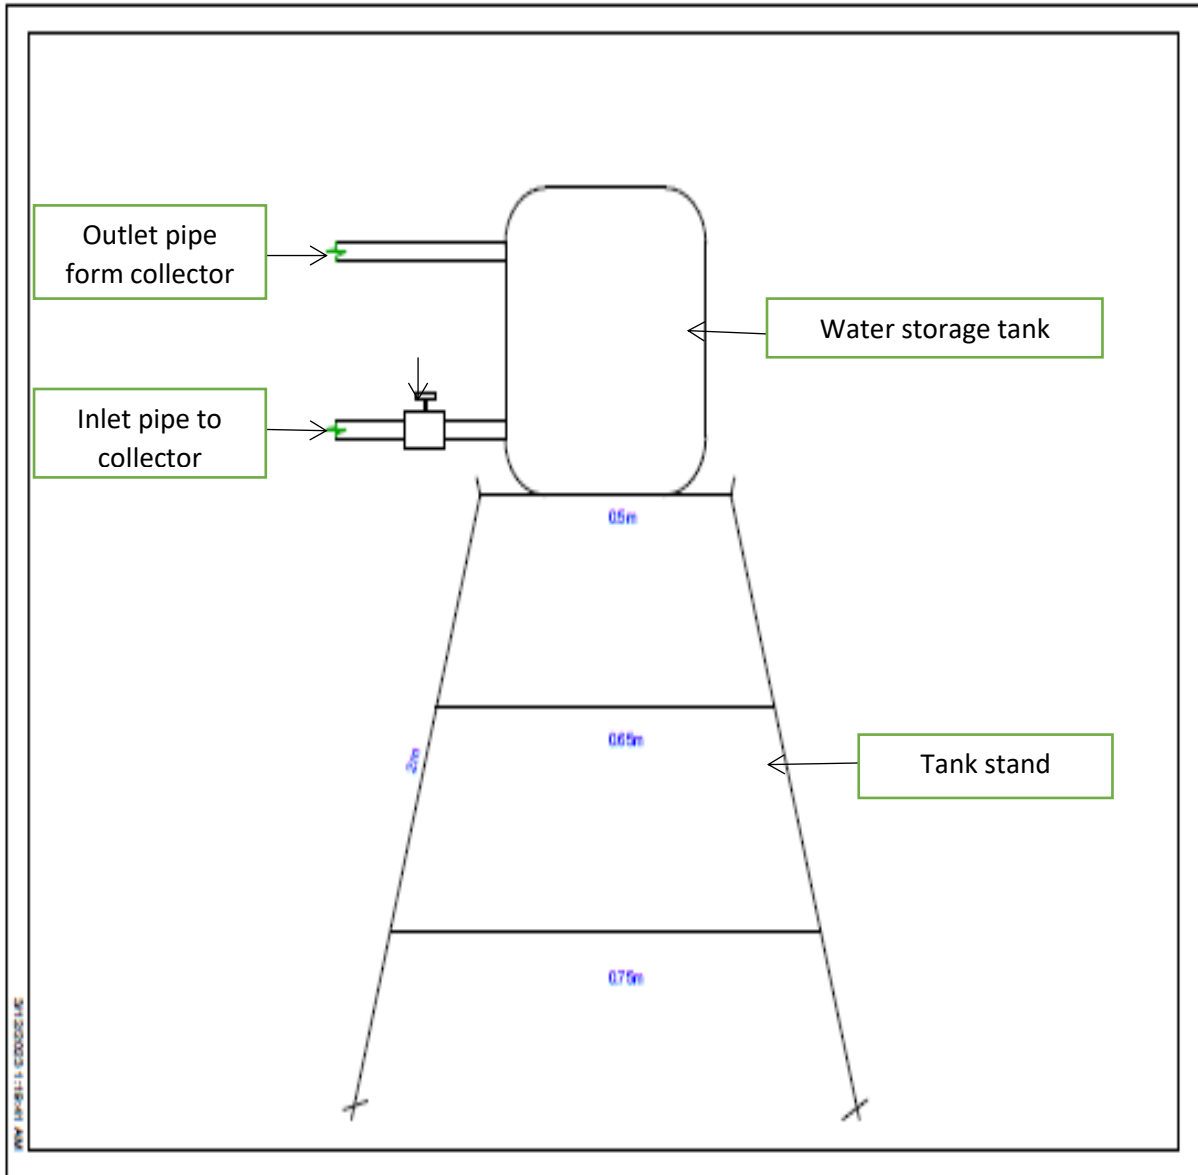 Outlet pipe
form collector
Water storage tank
Inlet pipe to
collector
0.5m
0.65m
2m
Tank stand
0.75m